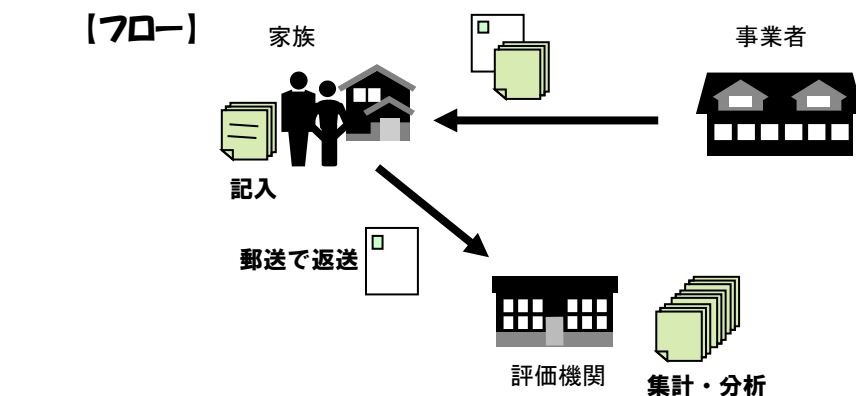 【フロー】
家族
事業者
記入
郵送で返送
評価機関
集計・分析